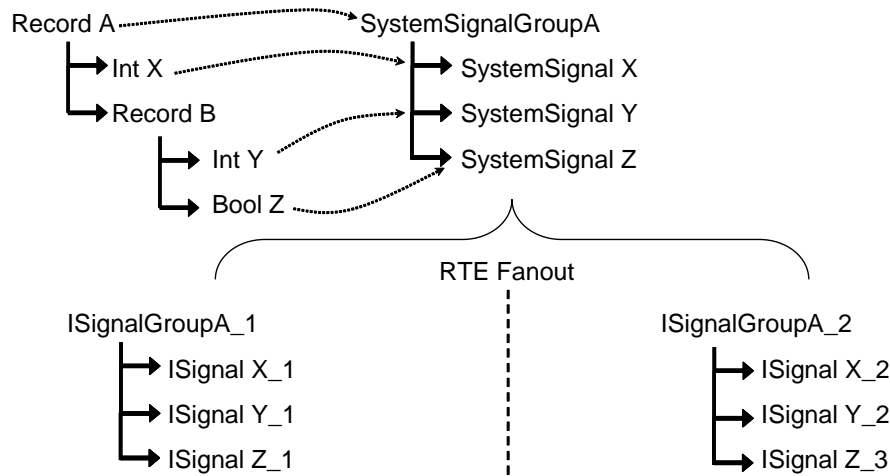 Record A
SystemSignalGroupA
Int X
SystemSignal X
Record B
SystemSignal Y
Int Y
SystemSignal Z
Bool Z
RTE Fanout
ISignalGroupA_1
ISignalGroupA_2
ISignal X_1
ISignal X_2
ISignal Y_1
ISignal Y_2
ISignal Z_1
ISignal Z_3